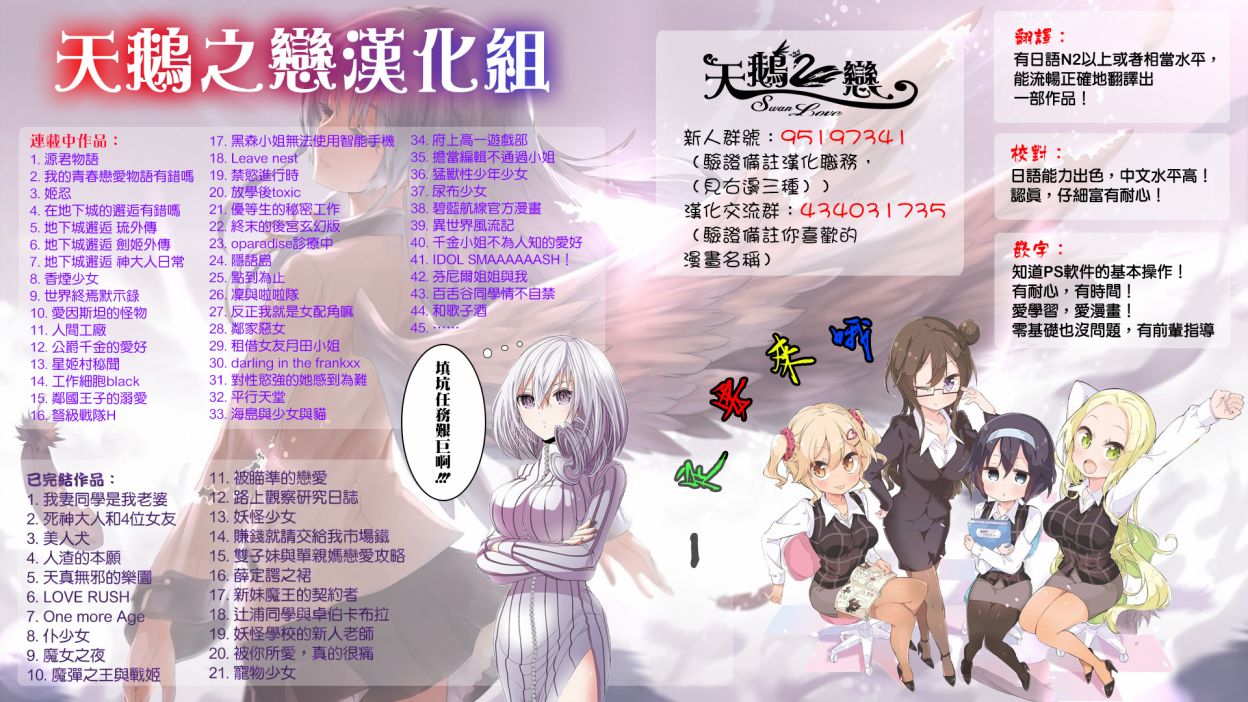 天鵝之戀漢化組
連載中作品：
1. 源君物語
2. 我的青春戀愛物語有錯嗎
3. 姬忍
4. 在地下城的邂逅有錯嗎
5. 地下城邂逅 琉外傳
6. 地下城邂逅 劍姬外傳
7. 地下城邂逅 神大人日常
8. 香煙少女
9. 世界終焉默示錄
10. 愛因斯坦的怪物
11. 人間工廠
12. 公爵千金的愛好
13. 星姬村秘聞
14. 工作細胞black
15. 鄰國王子的溺愛
16. 弩級戰隊H
17. 黑森小姐無法使用智能手機
18. Leave nest
19. 禁慾進行時
20. 放學後toxic
21. 優等生的秘密工作
22. 終末的後宮玄幻版
23. oparadise診療中
24. 隱語島
25. 點到為止
26. 凜與啦啦隊
27. 反正我就是女配角嘛
28. 鄰家惡女
29. 租借女友月田小姐
30. darling in the frankxx
31. 對性慾強的她感到為難
32. 平行天堂
33. 海島與少女與貓
34. 府上高一遊戲部
35. 擔當編輯不通過小姐
36. 猛獸性少年少女
37. 尿布少女
38. 碧藍航線官方漫畫
39. 異世界風流記
40. 千金小姐不為人知的愛好
41. IDOL SMAAAAAASH！
42. 芬尼爾姐姐與我
43. 百舌谷同學情不自禁
44. 和歌子酒
45. ……
已完結作品：
1. 我妻同學是我老婆
2. 死神大人和4位女友
3. 美人犬
4. 人渣的本願
5. 天真無邪的樂園
6. LOVE RUSH
7. One more Age
8. 仆少女
9. 魔女之夜
10. 魔彈之王與戰姬
11. 被瞄準的戀愛
12. 路上觀察研究日誌
13. 妖怪少女
14. 賺錢就請交給我市場鐵
15. 雙子妹與單親媽戀愛攻略
16. 薛定諤之裙
17. 新妹魔王的契約者
18. 辻浦同學與卓伯卡布拉
19. 妖怪學校的新人老師
20. 被你所愛，真的很痛
21. 寵物少女
填坑任務艱巨啊!!!
天鵝之戀
Swan Love
新人群號：95197341
（驗證備註漢化職務，
（見右邊三種））
漢化交流群：434031735
（驗證備註你喜歡的
漫畫名稱）
翻譯：
有日語N2以上或者相當水平，
能流暢正確地翻譯出
一部作品！
校對：
日語能力出色，中文水平高！
認真，仔細富有耐心！
嵌字：
知道PS軟件的基本操作！
有耐心，有時間！
愛學習，愛漫畫！
零基礎也沒問題，有前輩指導
一定要來哦